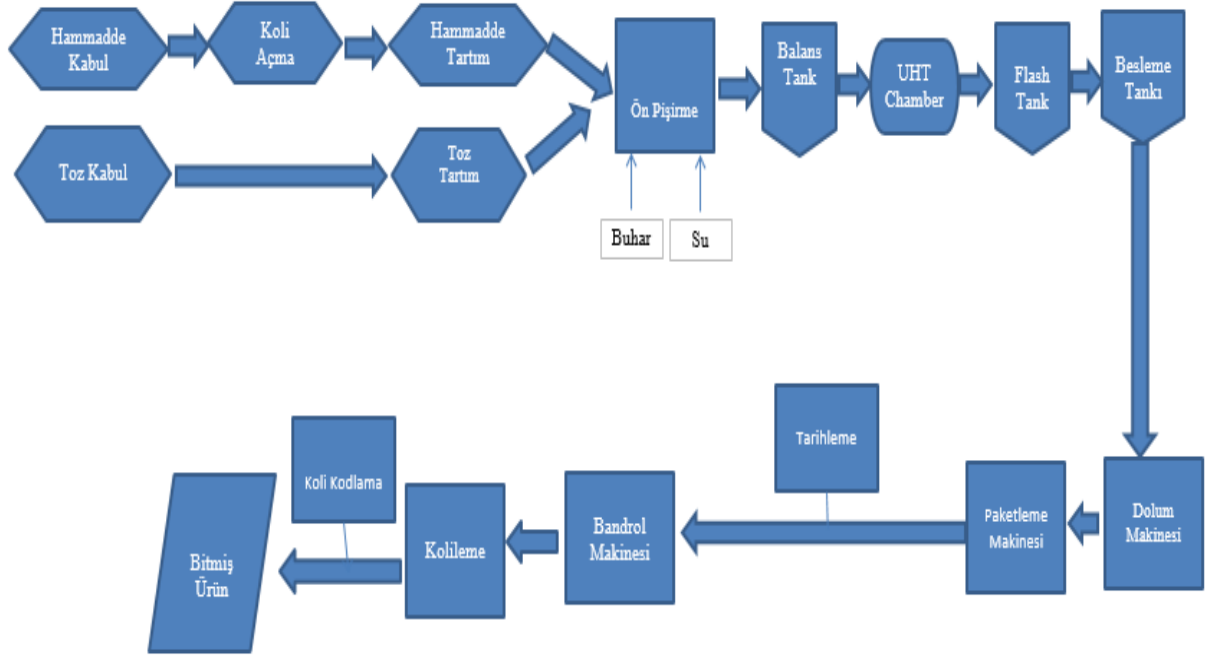 Hammadde
Kabul
Koli
Açma
Hammadde
Tartım
Ön Pişirme
Balans
Tank
UHT
Chamber
Flash
Tank
Besleme
Tankı
Toz Kabul
Toz
Tartım
Buhar
Su
Dolum
Makinesi
Paketleme
Makinesi
Tarihleme
Bandrol
Makinesi
Kolileme
Koli Kodlama
Bitmiş
Ürün